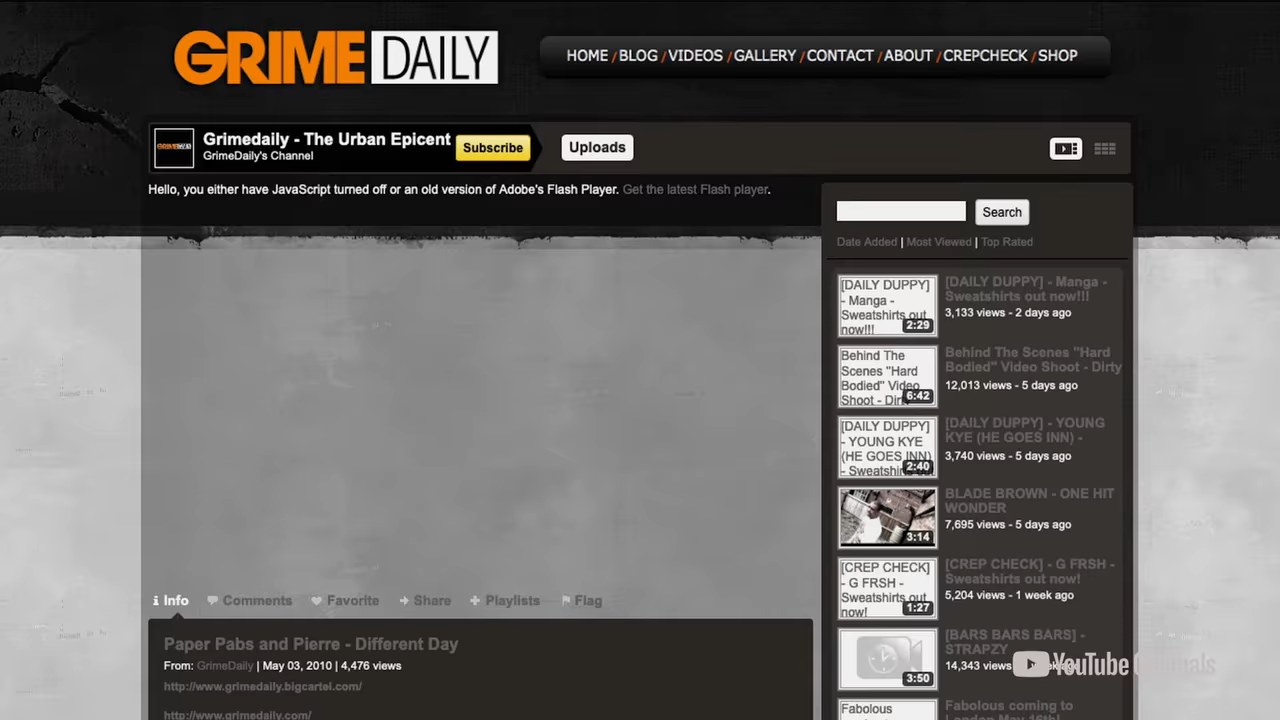 GRIME DAILY
HOME / BLOG / VIDEOS / GALLERY / CONTACT / ABOUT / CREPCHECK / SHOP
Grimedaily - The Urban Epicent
GrimeDaily's Channel
Subscribe
Uploads
Hello, you either have JavaScript turned off or an old version of Adobe's Flash Player. Get the latest Flash player.
Search
Date Added | Most Viewed | Top Rated
[DAILY DUPPY]
- Manga -
Sweatshirts out
now!!!
2:29
[DAILY DUPPY] - Manga -
Sweatshirts out now!!!
3,133 views - 2 days ago
Behind The
Scenes "Hard
Bodied" Video
Shoot - Dirty
6:42
Behind The Scenes "Hard
Bodied" Video Shoot - Dirty
12,013 views - 5 days ago
[DAILY DUPPY]
- YOUNG KYE
(HE GOES INN)
- Sweatshirts
2:40
[DAILY DUPPY] - YOUNG
KYE (HE GOES INN) -
3,740 views - 5 days ago
3:14
BLADE BROWN - ONE HIT
WONDER
7,695 views - 5 days ago
[CREP CHECK]
- G FRSH -
Sweatshirts out
now!
1:27
[CREP CHECK] - G FRSH -
Sweatshirts out now!
5,204 views - 1 week ago
3:50
[BARS BARS BARS] -
STRAPZY
14,343 views
YouTube Originals
Fabolous
Fabolous coming to
London May 16th!
Info
Comments
Favorite
Share
Playlists
Flag
Paper Pabs and Pierre - Different Day
From: GrimeDaily | May 03, 2010 | 4,476 views
http://www.grimedaily.bigcartel.com/
http://www.grimedaily.com/